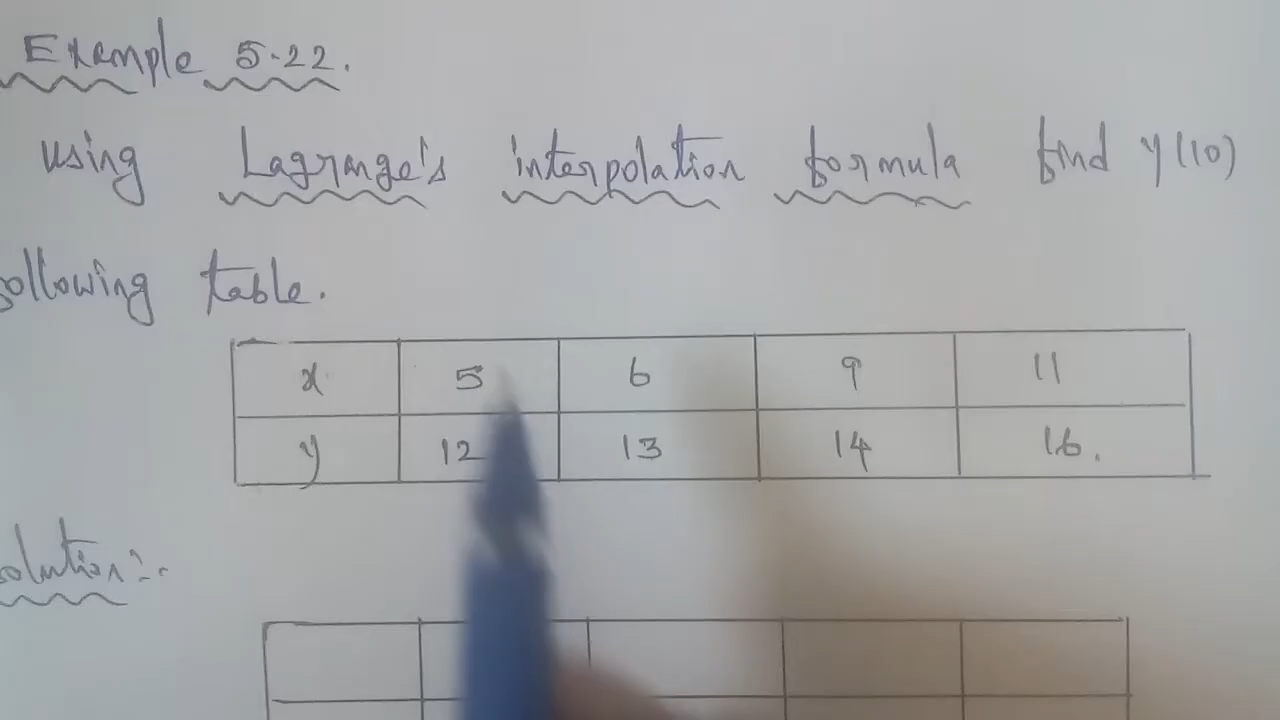 Example 5.22.
using Lagrange's interpolation formula find y(10)
following table.
x 5 6 9 11
y 12 13 14 16.
solution:-